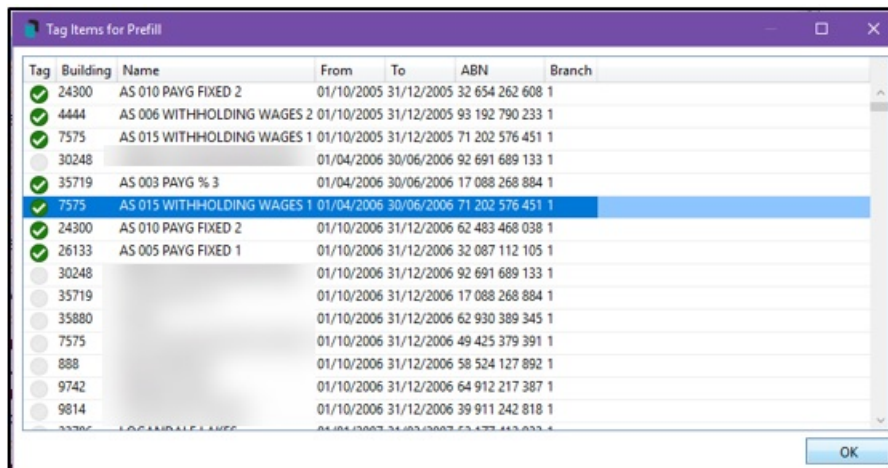 Tag Items for Prefill
Tag Building Name From To ABN Branch
24300 AS 010 PAYG FIXED 2 01/10/2005 31/12/2005 32 654 262 608 1
4444 AS 006 WITHHOLDING WAGES 2 01/10/2005 31/12/2005 93 192 790 233 1
7575 AS 015 WITHHOLDING WAGES 1 01/10/2005 31/12/2005 71 202 576 451 1
30248 01/04/2006 30/06/2006 92 691 689 133 1
35719 AS 003 PAYG % 3 01/04/2006 30/06/2006 17 088 268 884 1
7575 AS 015 WITHHOLDING WAGES 1 01/04/2006 30/06/2006 71 202 576 451 1
24300 AS 010 PAYG FIXED 2 01/10/2006 31/12/2006 62 483 468 038 1
26133 AS 005 PAYG FIXED 1 01/10/2006 31/12/2006 32 087 112 105 1
30248 01/10/2006 31/12/2006 92 691 689 133 1
35719 01/10/2006 31/12/2006 17 088 268 884 1
35880 01/10/2006 31/12/2006 62 930 389 345 1
7575 01/10/2006 31/12/2006 49 425 379 391 1
888 01/10/2006 31/12/2006 58 524 127 892 1
9742 01/10/2006 31/12/2006 64 912 217 387 1
9814 01/10/2006 31/12/2006 39 911 242 818 1
OK